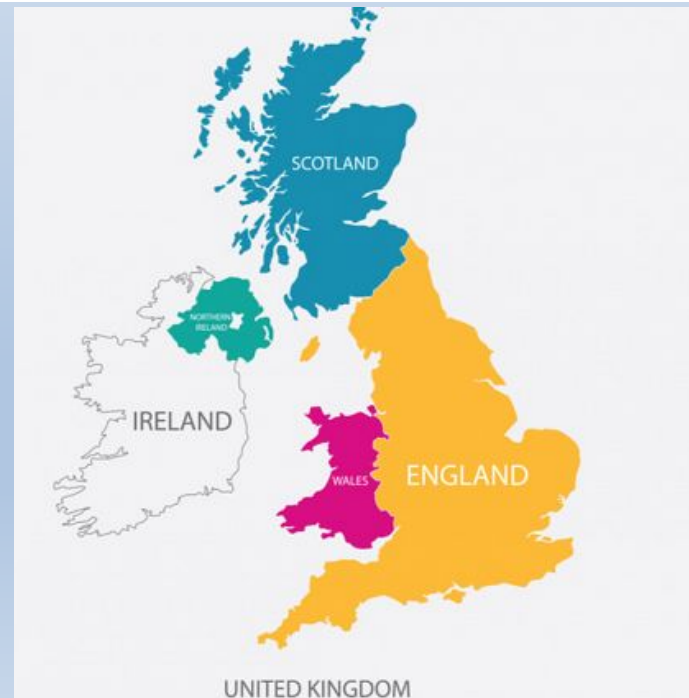 SCOTLAND
NORTHERN
IRELAND
IRELAND
WALES
ENGLAND
UNITED KINGDOM